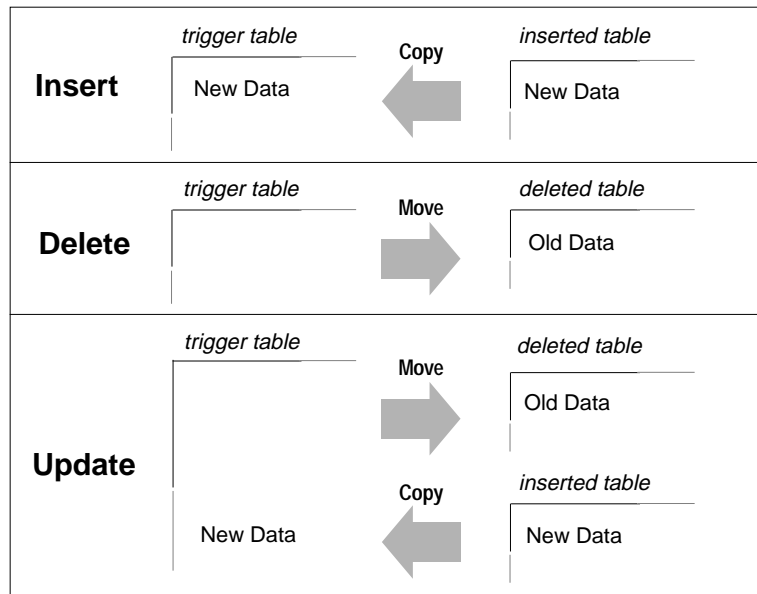 trigger table
Copy
inserted table
Insert
New Data
New Data
trigger table
Move
deleted table
Delete
Old Data
trigger table
Move
deleted table
Old Data
Update
Copy
inserted table
New Data
New Data